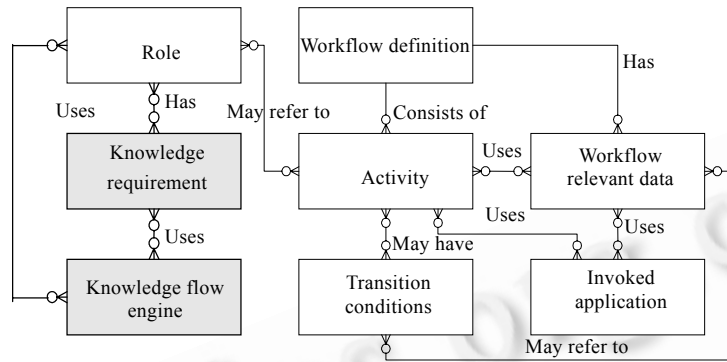 Role
Workflow definition
Has
Uses
Has
May refer to
Consists of
Knowledge
requirement
Activity
Uses
Workflow
relevant data
Uses
Uses
May have
Uses
Knowledge flow
engine
Transition
conditions
Invoked
application
May refer to